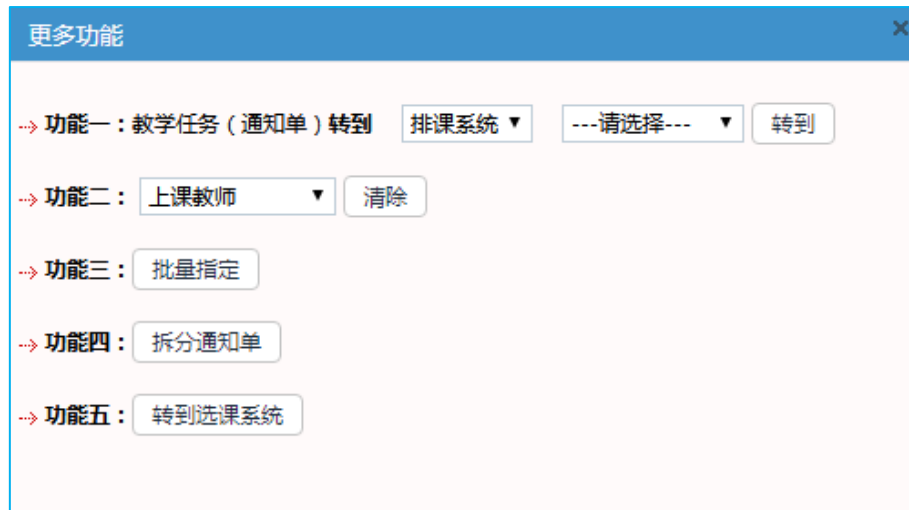 更多功能
功能一：教学任务（通知单）转到 排课系统 ---请选择--- 转到
功能二： 上课教师 清除
功能三： 批量指定
功能四： 拆分通知单
功能五： 转到选课系统